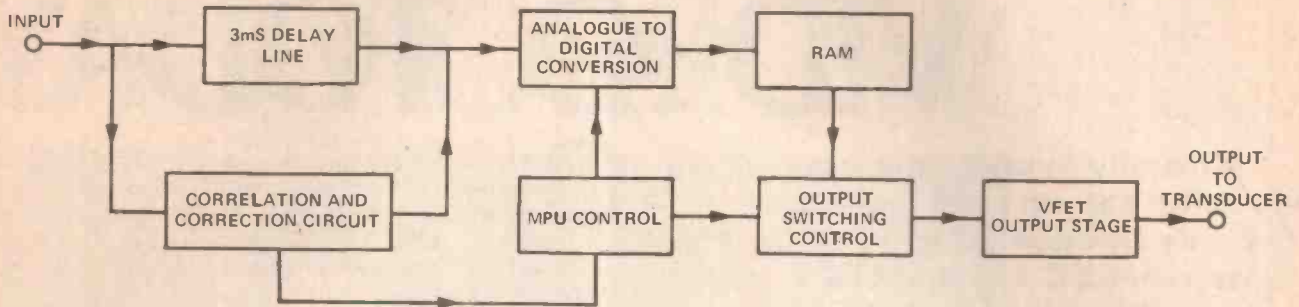 INPUT
3mS DELAY
LINE
ANALOGUE TO
DIGITAL
CONVERSION
RAM
CORRELATION AND
CORRECTION CIRCUIT
MPU CONTROL
OUTPUT
SWITCHING
CONTROL
VFET
OUTPUT STAGE
OUTPUT
TO
TRANSDUCER